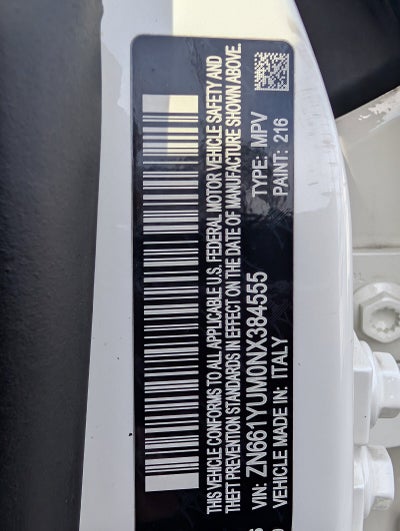 THIS VEHICLE CONFORMS TO ALL APPLICABLE U.S. FEDERAL MOTOR VEHICLE SAFETY AND
THEFT PREVENTION STANDARDS IN EFFECT ON THE DATE OF MANUFACTURE SHOWN ABOVE.
VIN: ZN661YUM0NX384555 TYPE: MPV
VEHICLE MADE IN: ITALY PAINT: 216